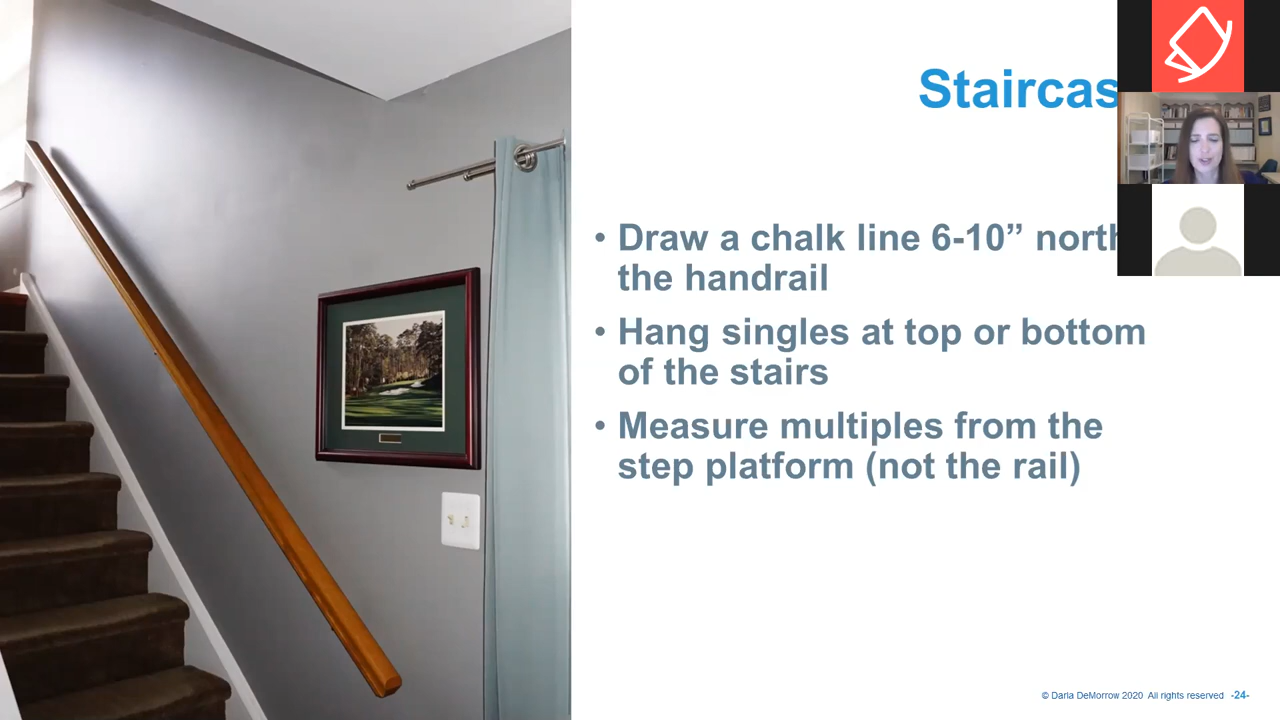 Staircas
• Draw a chalk line 6-10” north
the handrail
• Hang singles at top or bottom
of the stairs
• Measure multiples from the
step platform (not the rail)
© Darla DeMorrow 2020 All rights reserved -24-